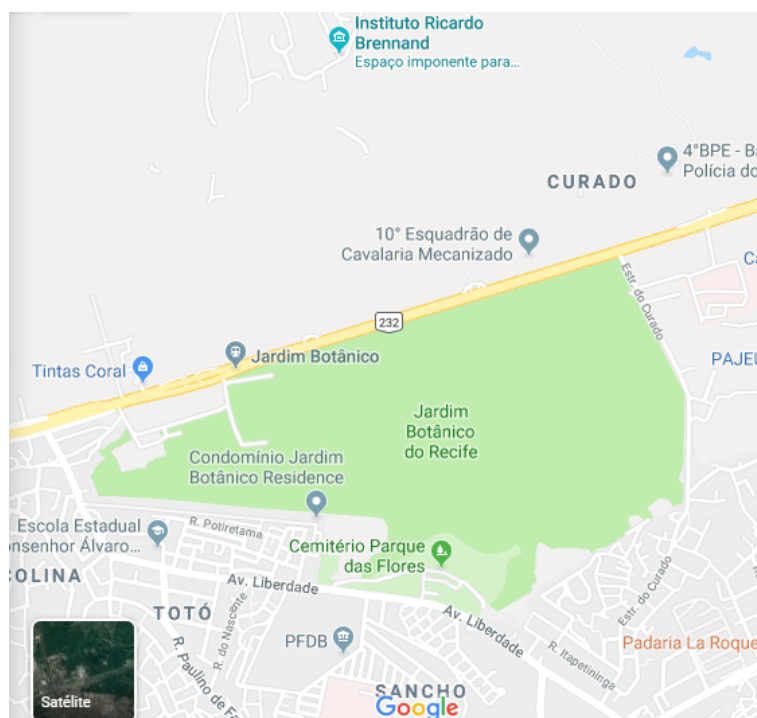 Instituto Ricardo
Brennand
Espaço imponente para...
4°BPE - Ba
Polícia do
CURADO
10° Esquadrão de
Cavalaria Mecanizado
Estr. do Curado
Ca
232
Jardim Botânico
Tintas Coral
PAJEU
Jardim
Botânico
do Recife
Condomínio Jardim
Botânico Residence
R. Potiretama
Escola Estadual
onsenhor Álvaro...
Cemitério Parque
das Flores
COLINA
Av. Liberdade
Estr. do Curado
TOTÓ
R. do Nascente
Av. Liberdade
PFDB
R. Itapetininga
Padaria La Roque
R. Paulino de Fa
Satélite
SANCHO
Google